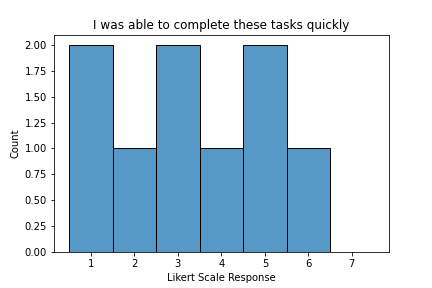 I was able to complete these tasks quickly
2.00
1.75
1.50
1.25
1.00
0.75
0.50
0.25
0.00
Count
1 2 3 4 5 6 7
Likert Scale Response